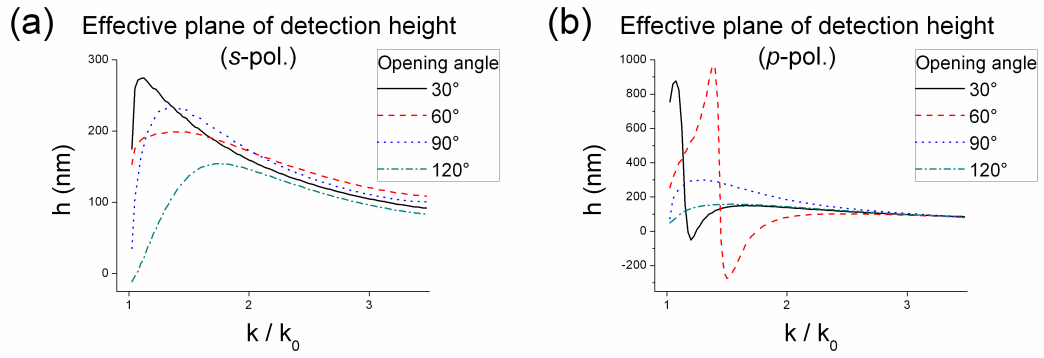 (a)
Effective plane of detection height
(s-pol.)
Opening angle
30°
60°
90°
120°
300
200
100
0
h (nm)
1
2
3
k / k₀
(b)
Effective plane of detection height
(p-pol.)
Opening angle
30°
60°
90°
120°
1000
800
600
400
200
0
-200
h (nm)
1
2
3
k / k₀